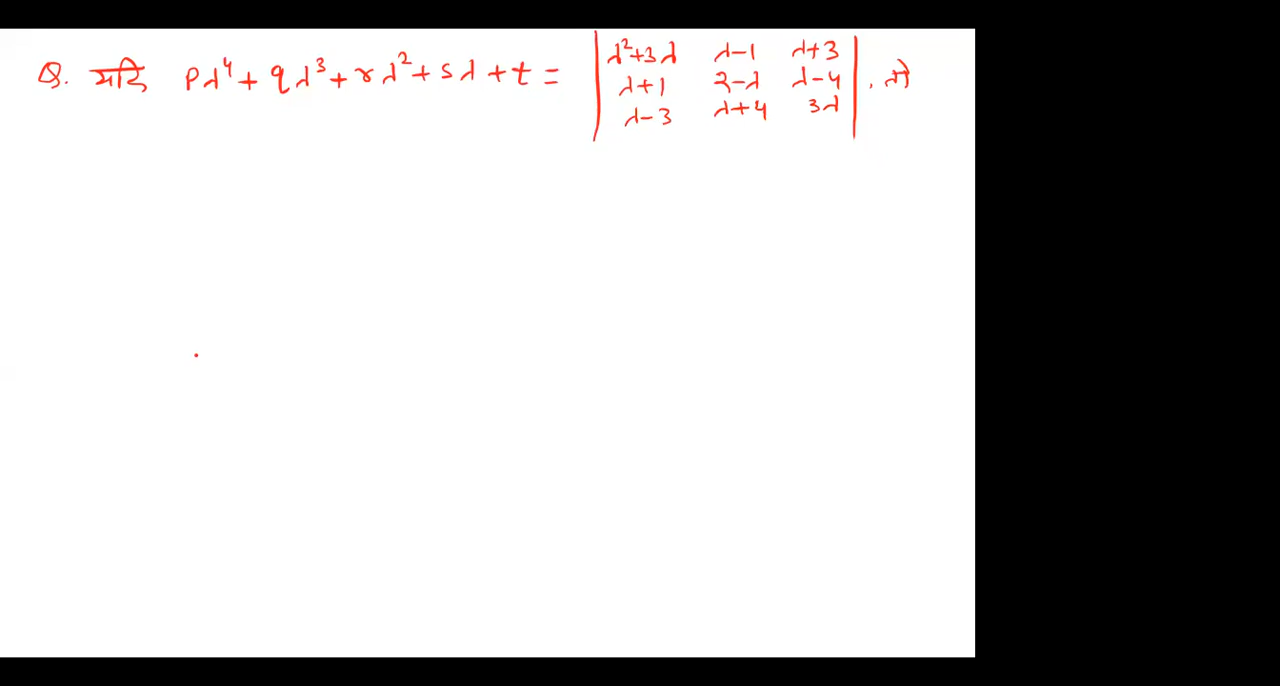 Q. यदि pλ⁴ + qλ³ + rλ² + sλ + t = | λ²+3λ λ-1 λ+3 |, तो
| λ+1 2-λ λ-4 |
| λ-3 λ+4 3λ |